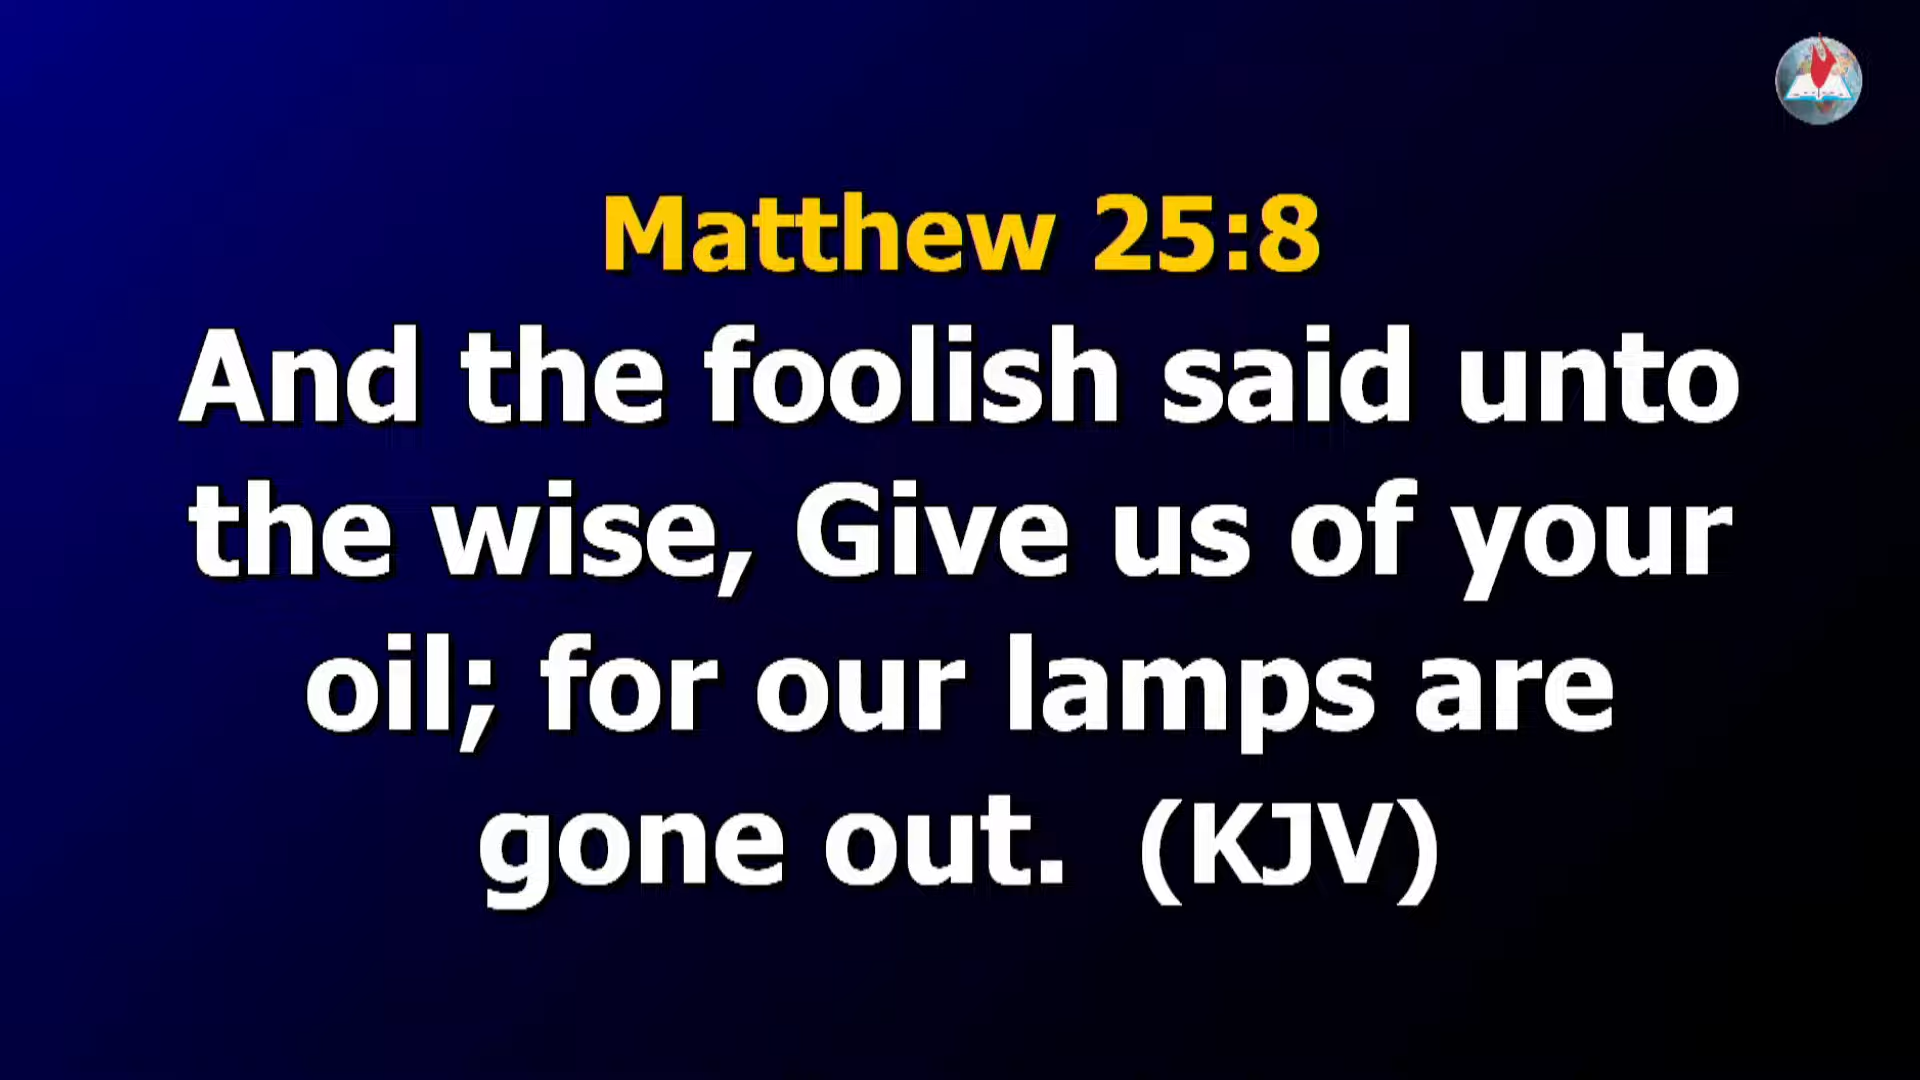 Matthew 25:8
And the foolish said unto
the wise, Give us of your
oil; for our lamps are
gone out.  (KJV)